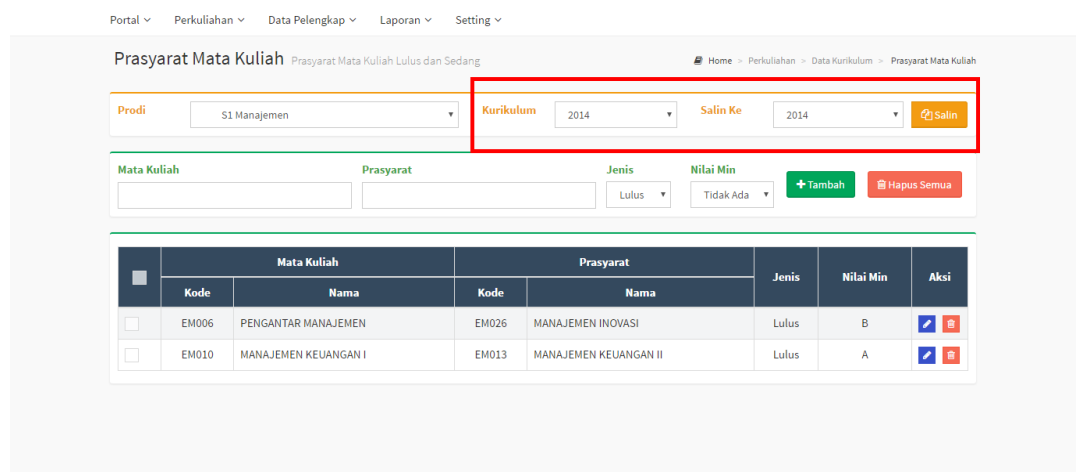 Portal Perkuliahan Data Pelengkap Laporan Setting
Prasyarat Mata Kuliah Prasyarat Mata Kuliah Lulus dan Sedang
Home > Perkuliahan > Data Kurikulum > Prasyarat Mata Kuliah
Prodi S1 Manajemen Kurikulum 2014 Salin Ke 2014 Salin
Mata Kuliah Prasyarat Jenis Nilai Min
Lulus Tidak Ada + Tambah Hapus Semua
Mata Kuliah Prasyarat Jenis Nilai Min Aksi
Kode Nama Kode Nama
EM006 PENGANTAR MANAJEMEN EM026 MANAJEMEN INOVASI Lulus B
EM010 MANAJEMEN KEUANGAN I EM013 MANAJEMEN KEUANGAN II Lulus A